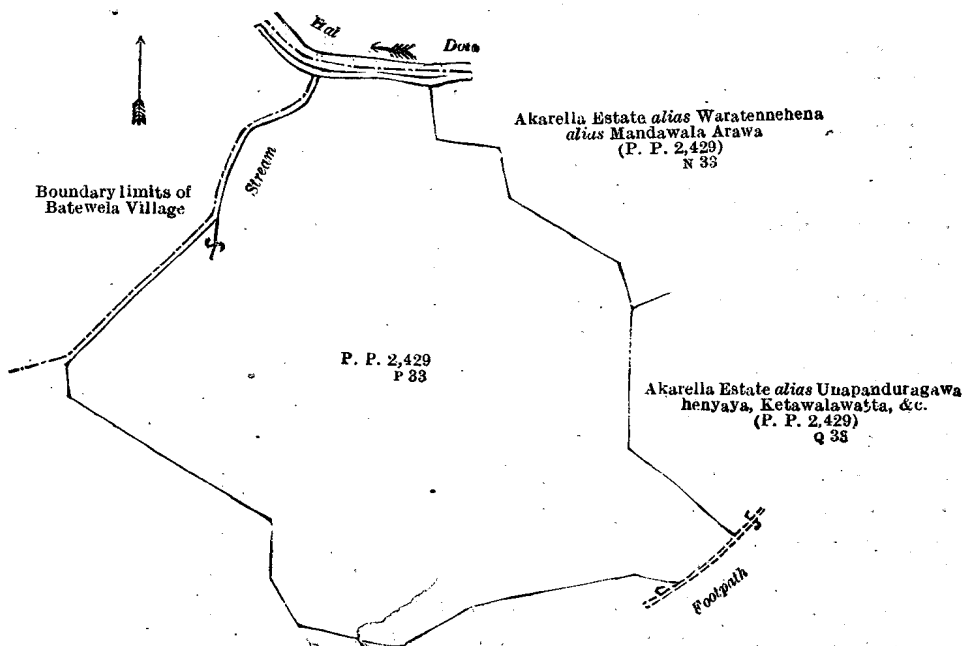 Hal Dola
Akarella Estate alias Waratennehena
alias Mandawala Arawa
(P. P. 2,429)
N 33
Stream
Boundary limits of
Batewela Village
P. P. 2,429
P 33
Akarella Estate alias Unapanduragawa
henyaya, Ketawalawatta, &c.
(P. P. 2,429)
Q 33
Footpath